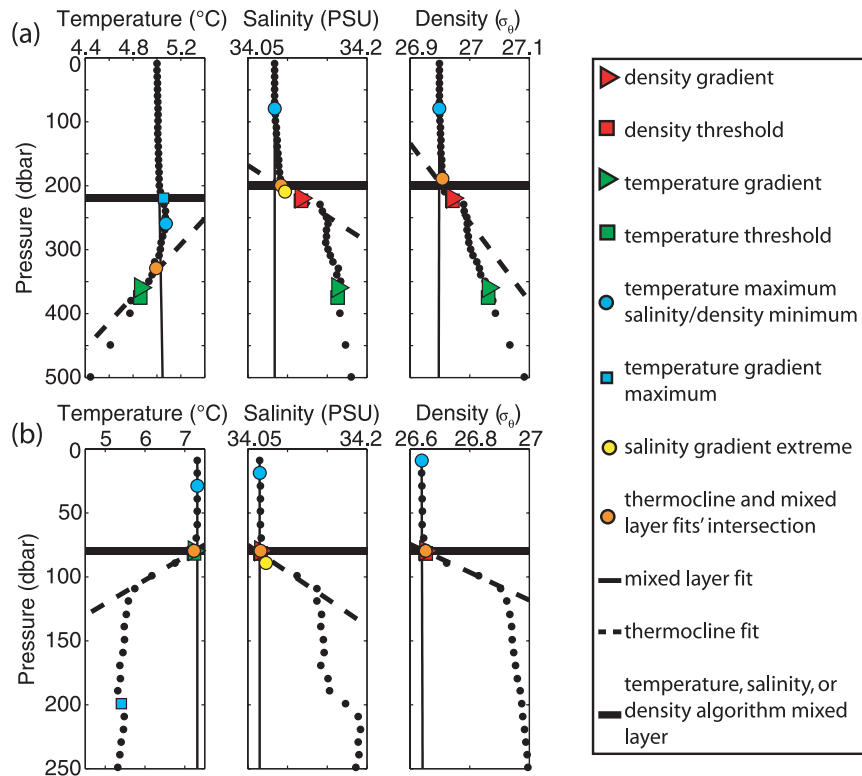 (a)
Temperature (°C)
4.4 4.8 5.2
Salinity (PSU)
34.05 34.2
Density (σθ)
26.9 27 27.1
Pressure (dbar)
0
100
200
300
400
500
(b)
Temperature (°C)
5 6 7
Salinity (PSU)
34.05 34.2
Density (σθ)
26.6 26.8 27
Pressure (dbar)
0
50
100
150
200
250
density gradient
density threshold
temperature gradient
temperature threshold
temperature maximum
salinity/density minimum
temperature gradient
maximum
salinity gradient extreme
thermocline and mixed
layer fits' intersection
mixed layer fit
thermocline fit
temperature, salinity, or
density algorithm mixed
layer